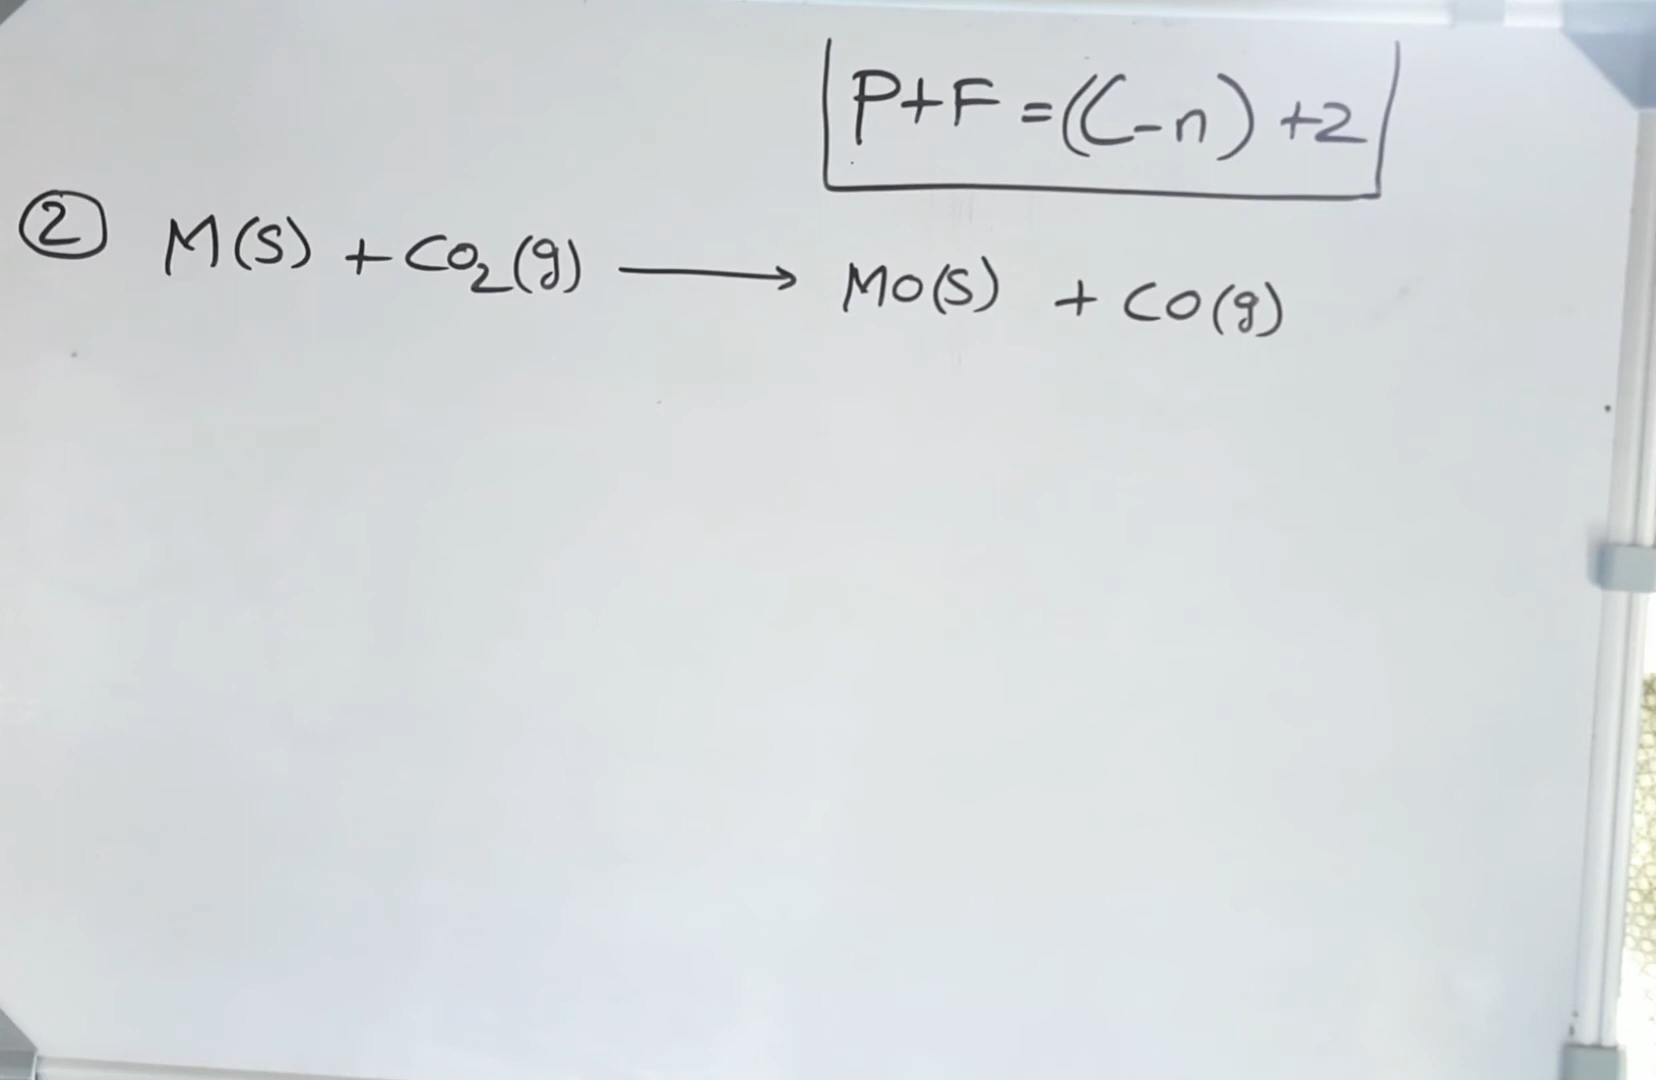 P+F = (C-n) +2
② M(s) + CO₂(g) ⟶ MO(s) + CO(g)